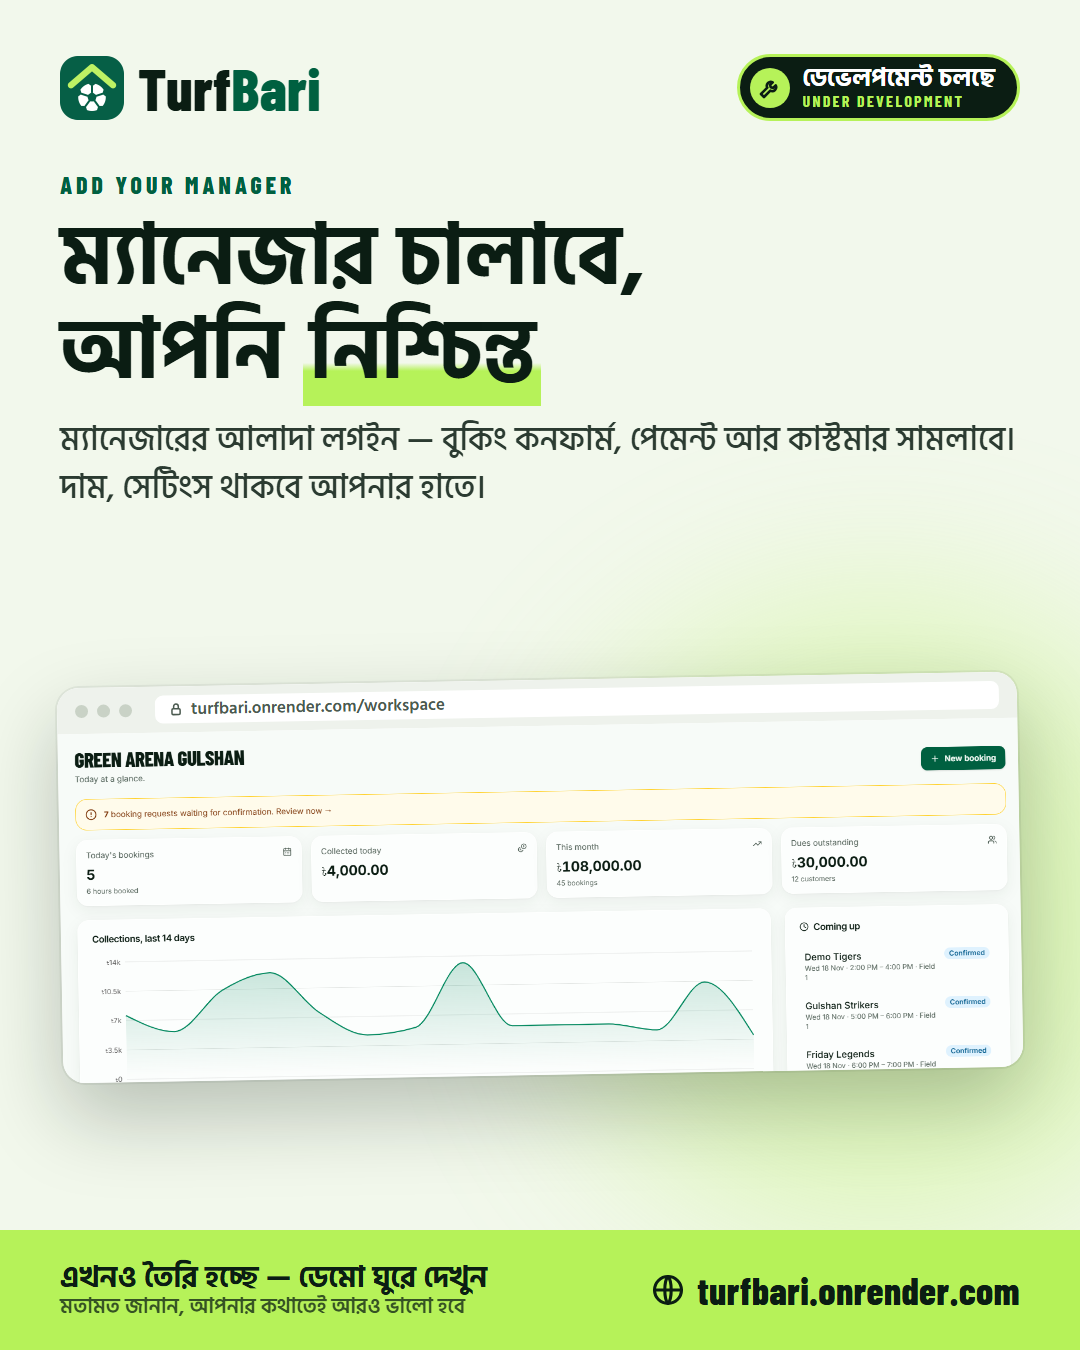 TurfBari
ডেভেলপমেন্ট চলছে
UNDER DEVELOPMENT
ADD YOUR MANAGER
ম্যানেজার চালাবে,
আপনি নিশ্চিন্ত
ম্যানেজারের আলাদা লগইন — বুকিং কনফার্ম, পেমেন্ট আর কাস্টমার সামলাবে।
দাম, সেটিংস থাকবে আপনার হাতে।
turfbari.onrender.com/workspace
GREEN ARENA GULSHAN
Today at a glance.
New booking
7 booking requests waiting for confirmation. Review now →
Today's bookings
5
6 hours booked
Collected today
৳4,000.00
This month
৳108,000.00
45 bookings
Dues outstanding
৳30,000.00
12 customers
Collections, last 14 days
৳14k
৳10.5k
৳7k
৳3.5k
৳0
Coming up
Demo Tigers
Confirmed
Wed 18 Nov · 2:00 PM – 4:00 PM · Field
1
Gulshan Strikers
Confirmed
Wed 18 Nov · 5:00 PM – 6:00 PM · Field
1
Friday Legends
Confirmed
Wed 18 Nov · 6:00 PM – 7:00 PM · Field
এখনও তৈরি হচ্ছে — ডেমো ঘুরে দেখুন
মতামত জানান, আপনার কথাতেই আরও ভালো হবে
turfbari.onrender.com